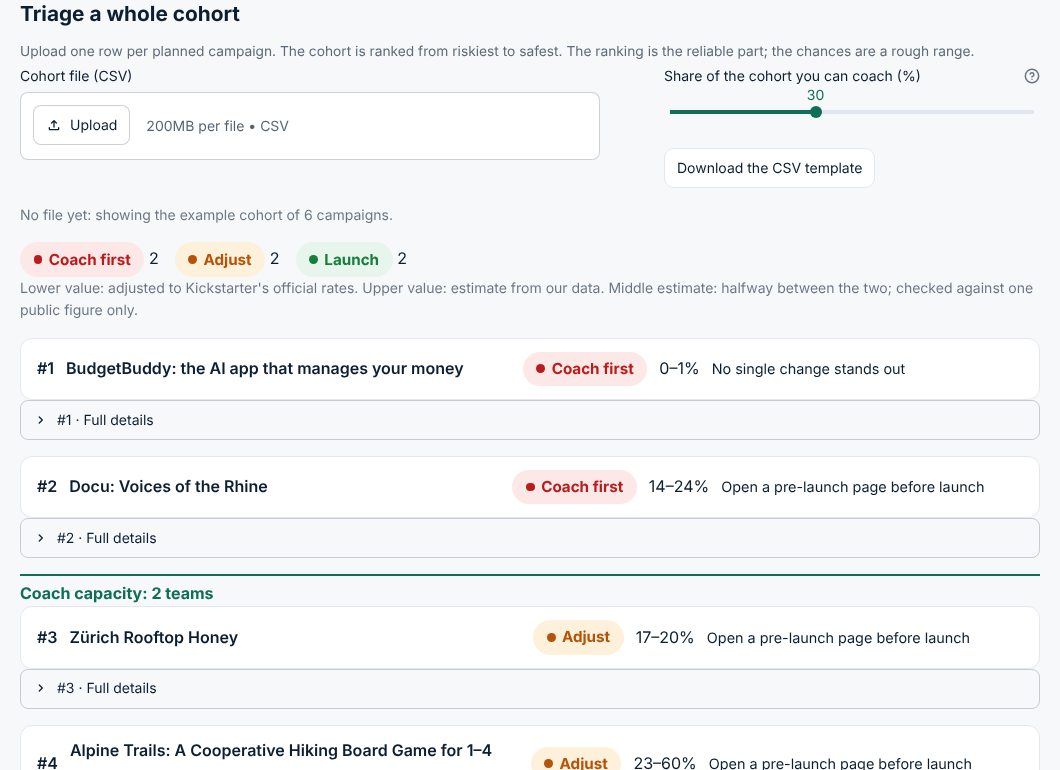 Triage a whole cohort
Upload one row per planned campaign. The cohort is ranked from riskiest to safest. The ranking is the reliable part; the chances are a rough range.
Cohort file (CSV)
Share of the cohort you can coach (%)
30
Upload
200MB per file • CSV
Download the CSV template
No file yet: showing the example cohort of 6 campaigns.
Coach first 2 Adjust 2 Launch 2
Lower value: adjusted to Kickstarter's official rates. Upper value: estimate from our data. Middle estimate: halfway between the two; checked against one
public figure only.
#1 BudgetBuddy: the AI app that manages your money Coach first 0–1% No single change stands out
#1 · Full details
#2 Docu: Voices of the Rhine Coach first 14–24% Open a pre-launch page before launch
#2 · Full details
Coach capacity: 2 teams
#3 Zürich Rooftop Honey Adjust 17–20% Open a pre-launch page before launch
#3 · Full details
Alpine Trails: A Cooperative Hiking Board Game for 1–4
#4 Adjust 23–60% Open a pre-launch page before launch